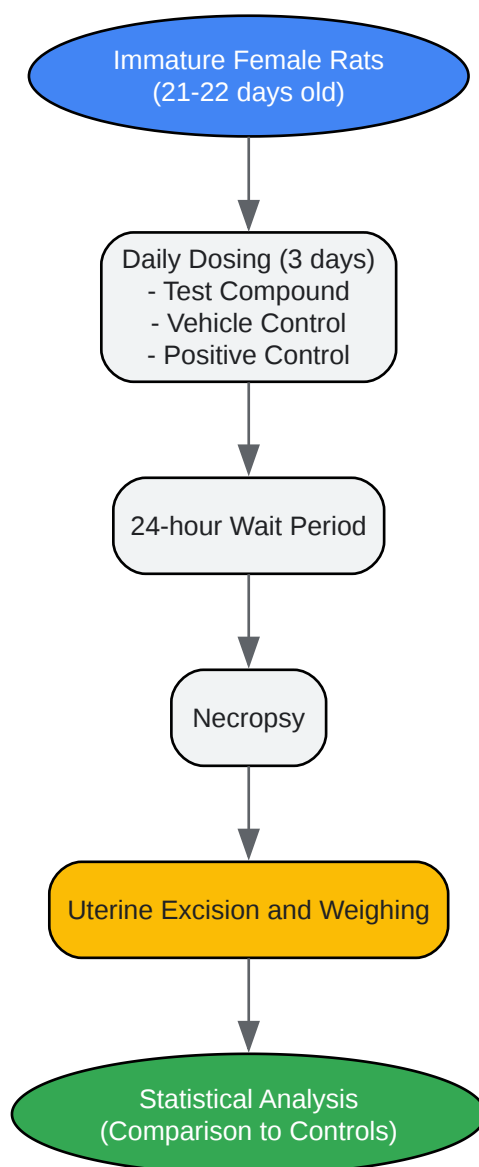 Immature Female Rats
(21-22 days old)
Daily Dosing (3 days)
- Test Compound
- Vehicle Control
- Positive Control
24-hour Wait Period
Necropsy
Uterine Excision and Weighing
Statistical Analysis
(Comparison to Controls)